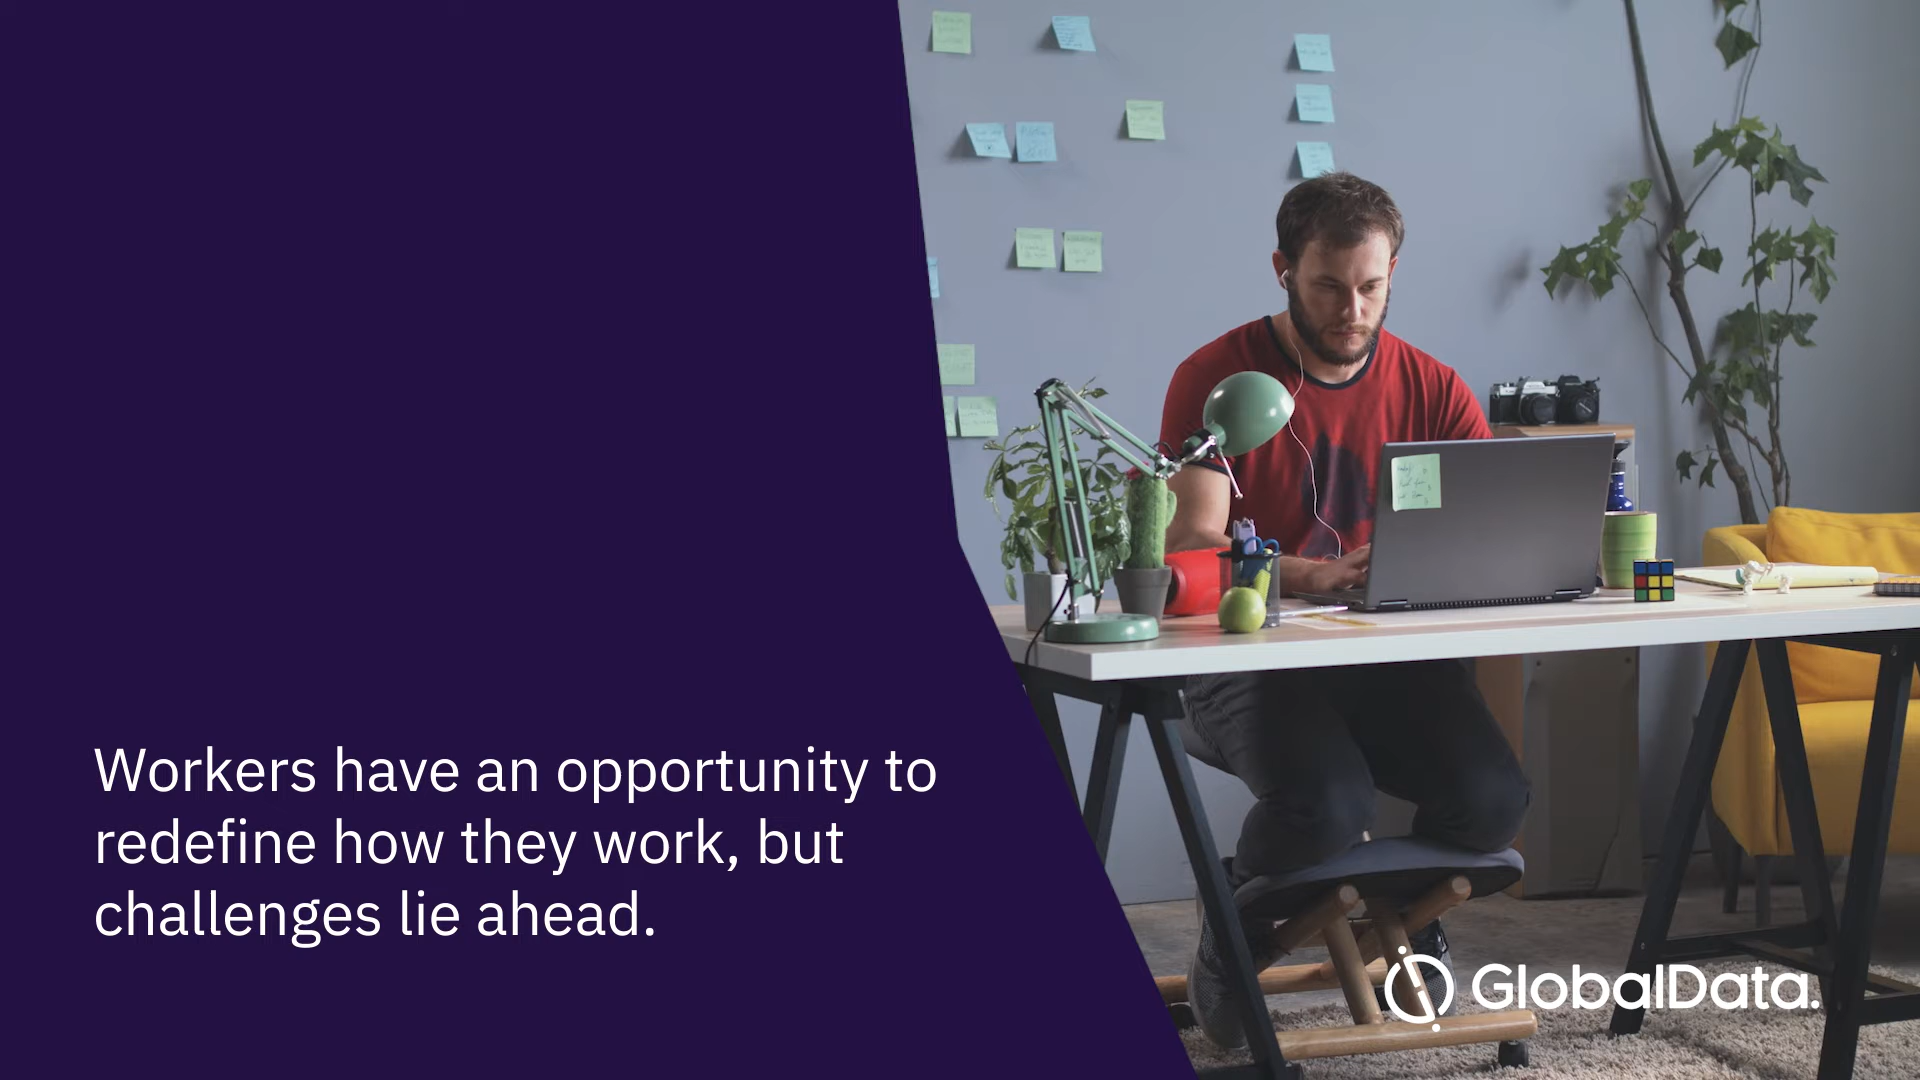 Workers have an opportunity to
redefine how they work, but
challenges lie ahead.
GlobalData.